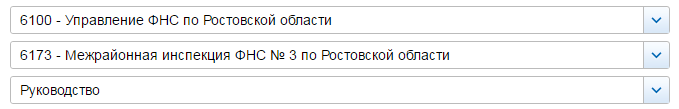 6100 - Управление ФНС по Ростовской области
6173 - Межрайонная инспекция ФНС № 3 по Ростовской области
Руководство